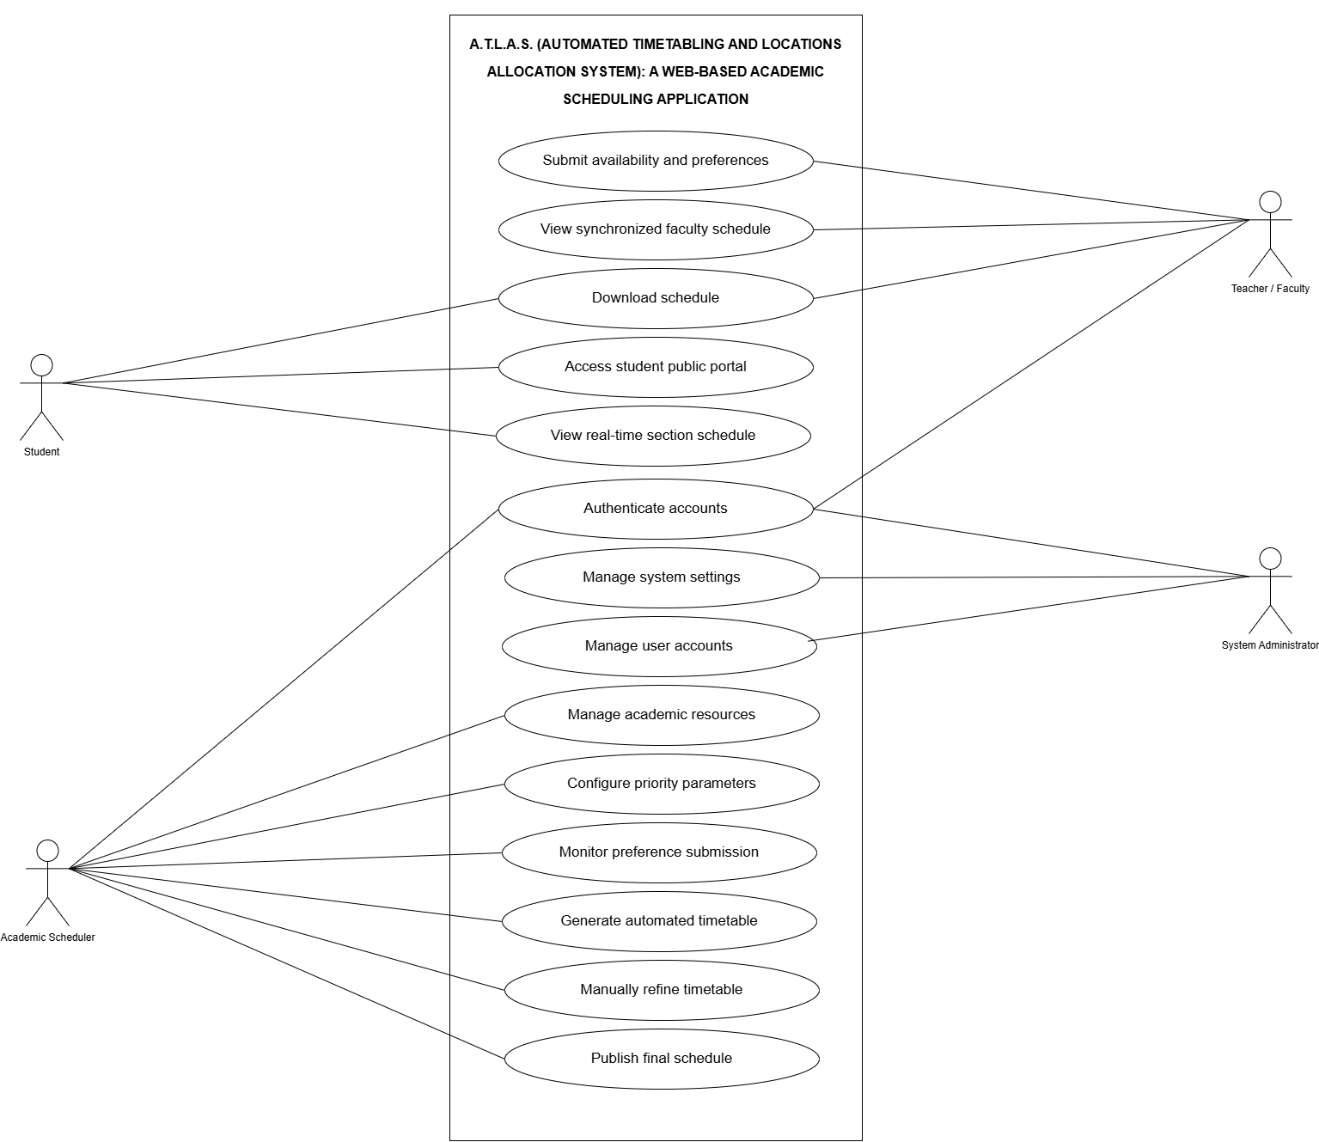 A.T.L.A.S. (AUTOMATED TIMETABLING AND LOCATIONS
ALLOCATION SYSTEM): A WEB-BASED ACADEMIC
SCHEDULING APPLICATION
Submit availability and preferences
View synchronized faculty schedule
Teacher / Faculty
Download schedule
Access student public portal
View real-time section schedule
Student
Authenticate accounts
Manage system settings
Manage user accounts
System Administrator
Manage academic resources
Configure priority parameters
Monitor preference submission
Generate automated timetable
Academic Scheduler
Manually refine timetable
Publish final schedule